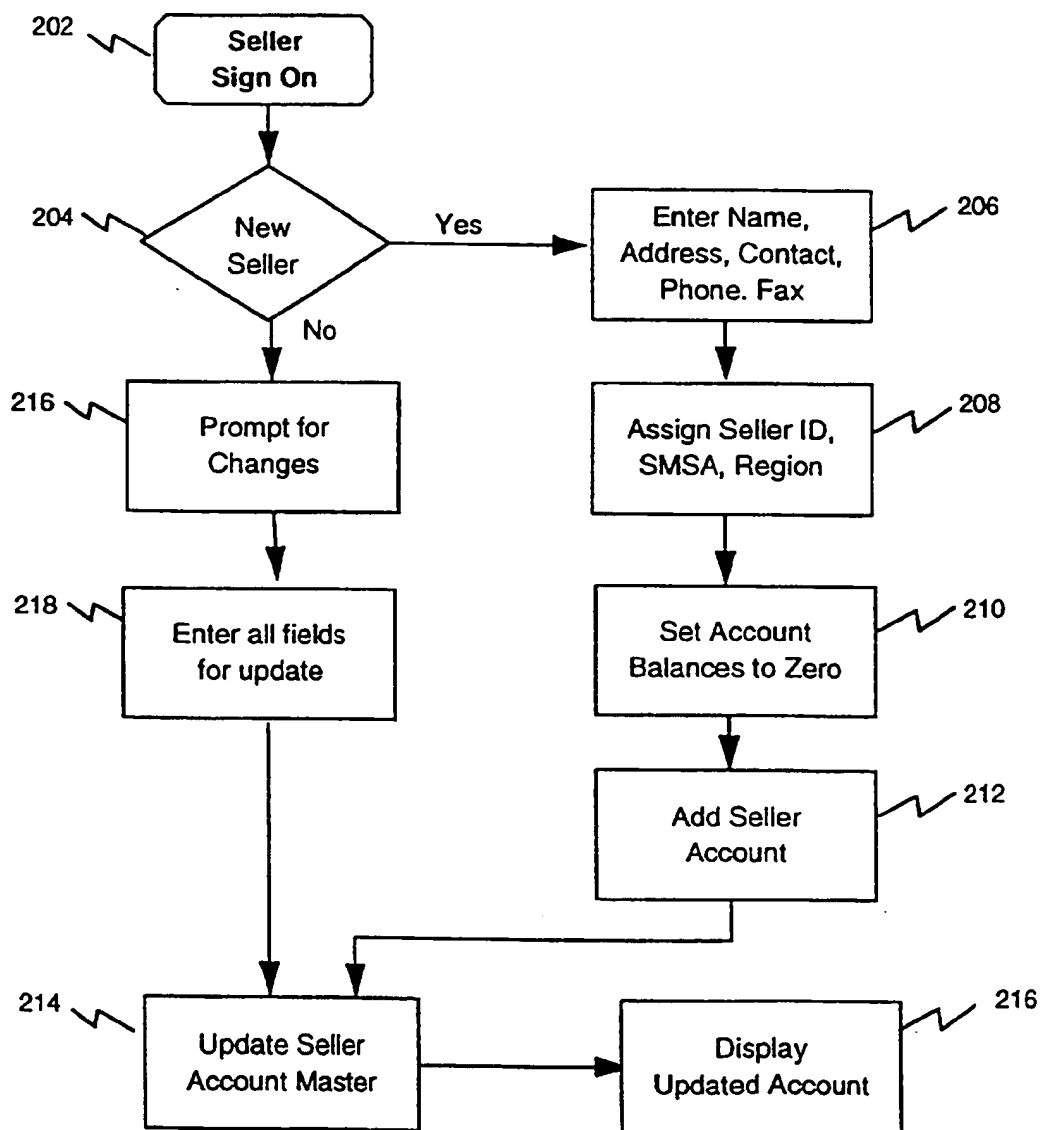 202
Seller
Sign On
204
New
Seller
Yes
No
Enter Name,
Address, Contact,
Phone. Fax
206
216
Prompt for
Changes
Assign Seller ID,
SMSA, Region
208
218
Enter all fields
for update
Set Account
Balances to Zero
210
Add Seller
Account
212
214
Update Seller
Account Master
Display
Updated Account
216